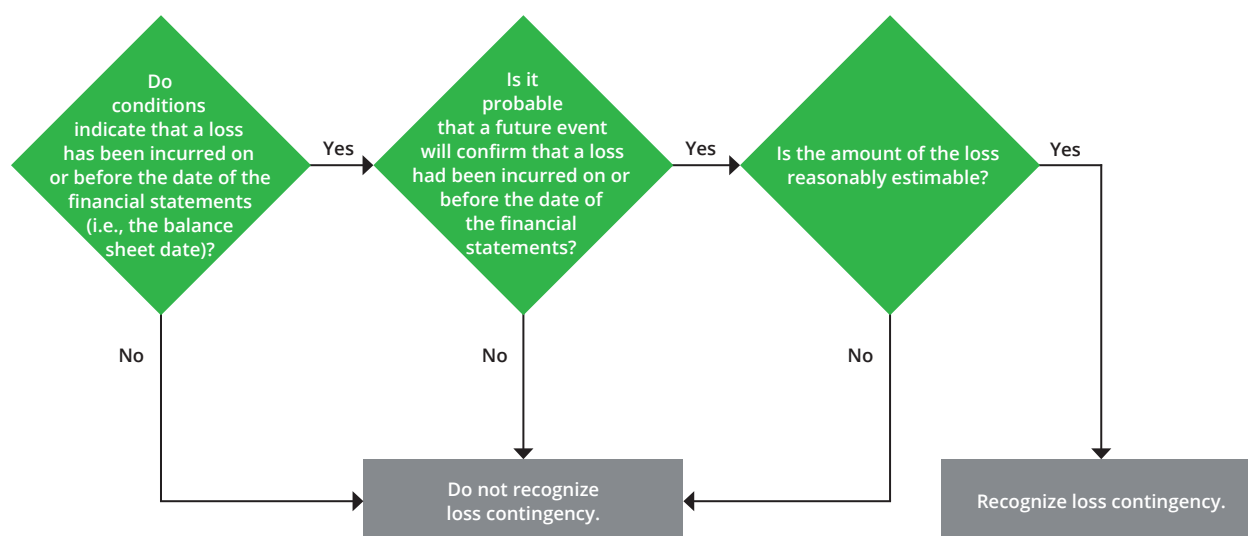 Do
conditions
indicate that a loss
has been incurred on
or before the date of the
financial statements
(i.e., the balance
sheet date)?
Yes
Is it
probable
that a future event
will confirm that a loss
had been incurred on or
before the date of
the financial
statements?
Yes
Is the amount of the loss
reasonably estimable?
Yes
No
No
No
Do not recognize
loss contingency.
Recognize loss contingency.